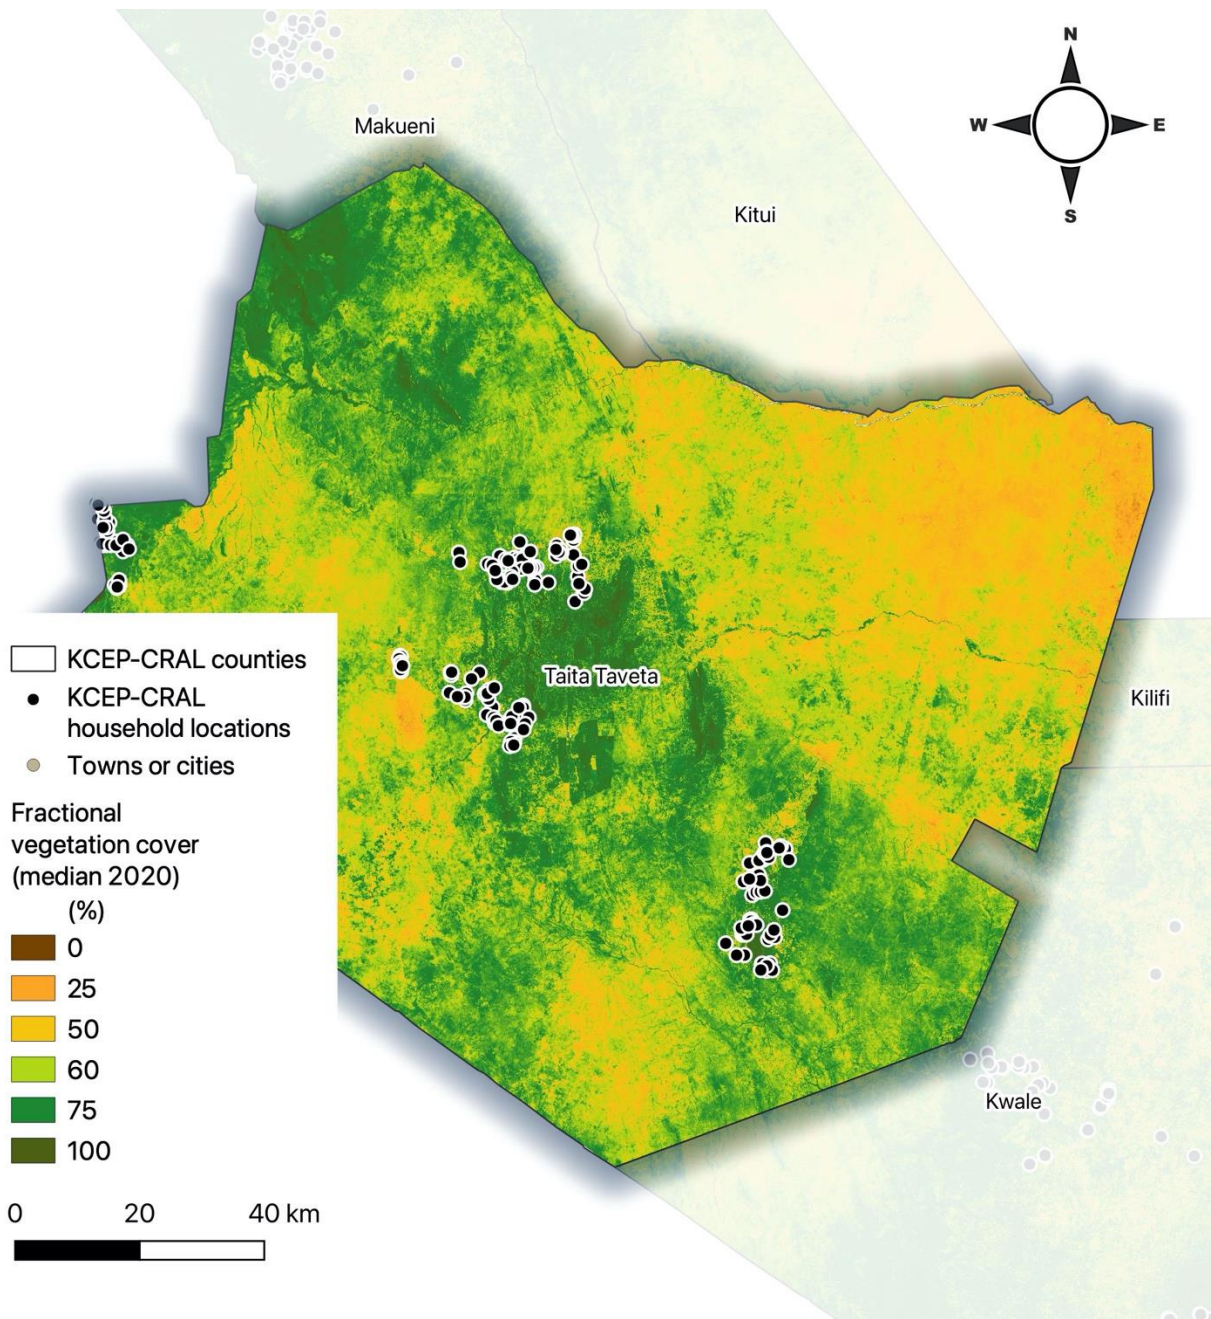 N
W
E
S
Makueni
Kitui
Taita Taveta
Kilifi
Kwale
KCEP-CRAL counties
KCEP-CRAL
household locations
Towns or cities
Fractional
vegetation cover
(median 2020)
(%)
0
25
50
60
75
100
0 20 40 km